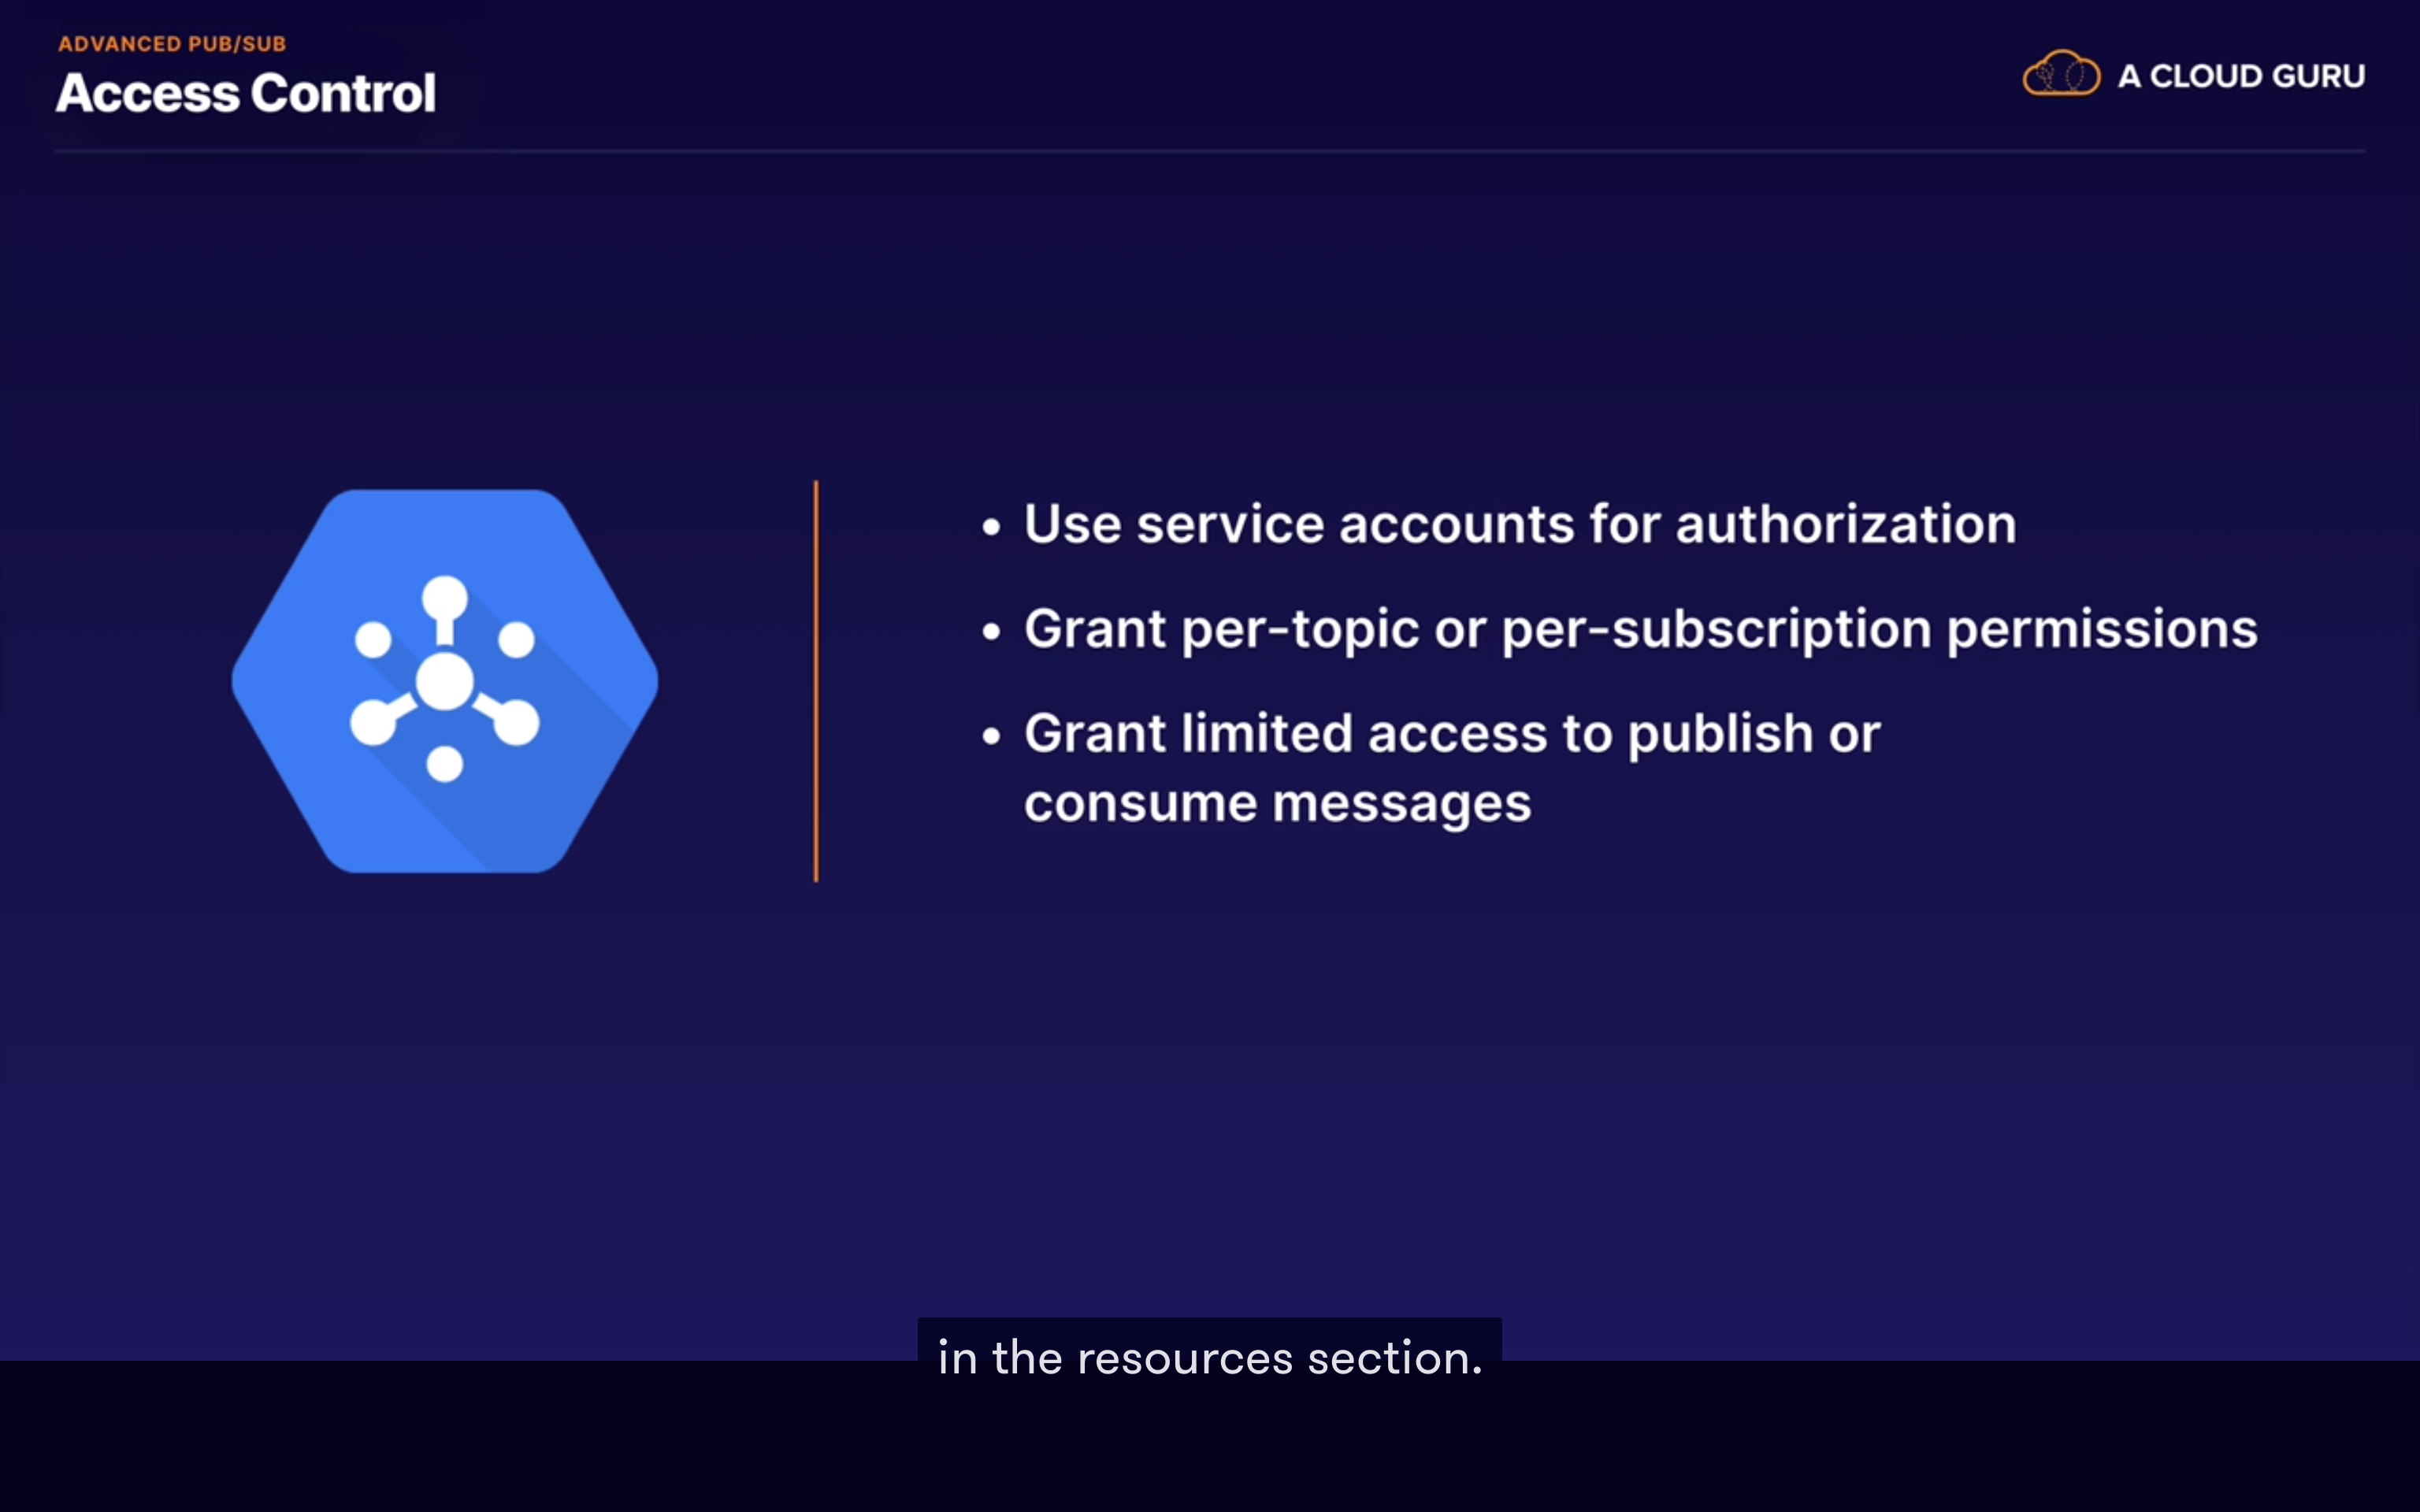 ADVANCED PUB/SUB
Access Control
A CLOUD GURU
• Use service accounts for authorization
• Grant per-topic or per-subscription permissions
• Grant limited access to publish or
consume messages
in the resources section.